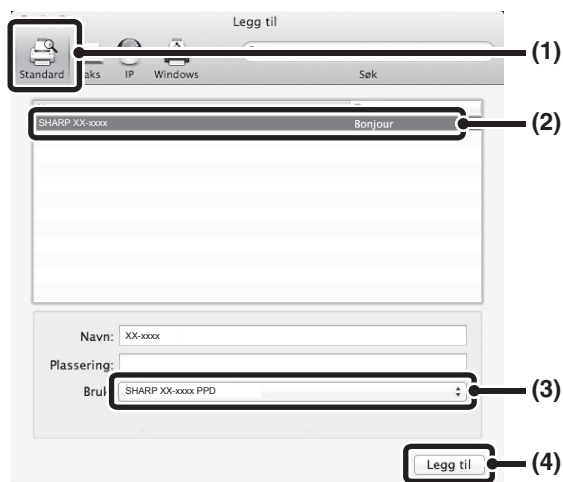 Legg til
(1)
Standard aks IP Windows Søk
SHARP XX-xxxx Bonjour (2)
Navn: XX-xxxx
Plassering:
Bruk SHARP XX-xxxx PPD (3)
Legg til (4)